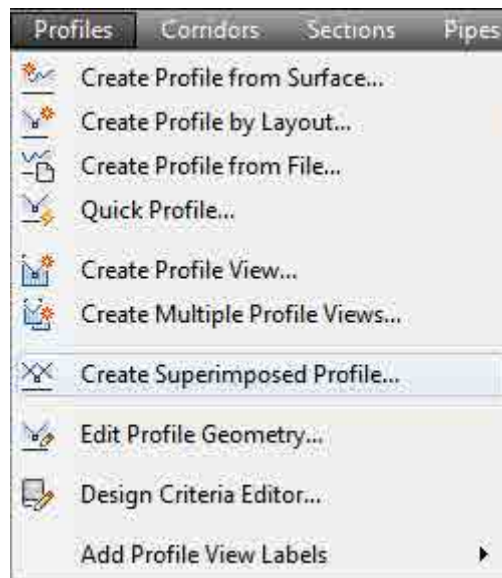 Profiles Corridors Sections Pipes
Create Profile from Surface...
Create Profile by Layout...
Create Profile from File...
Quick Profile...
Create Profile View...
Create Multiple Profile Views...
Create Superimposed Profile...
Edit Profile Geometry...
Design Criteria Editor...
Add Profile View Labels